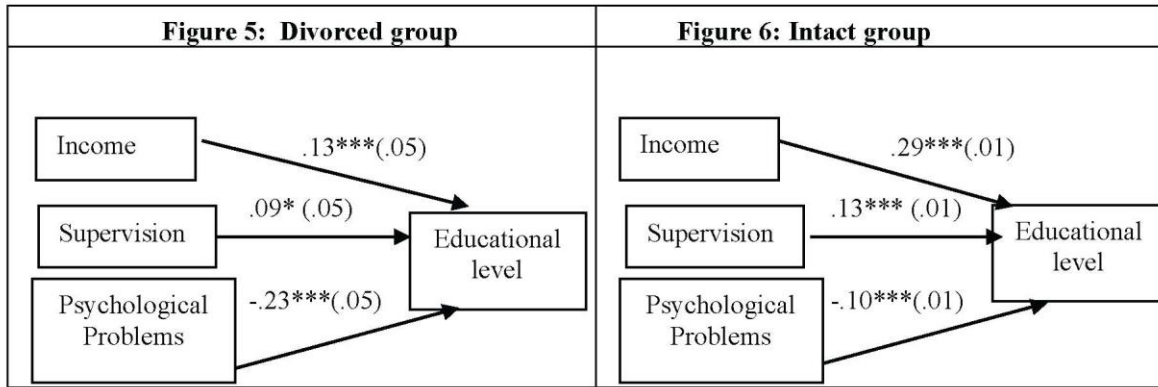 Figure 5: Divorced group
Income
.13***(.05)
.09* (.05)
Supervision
Educational
level
-.23***(.05)
Psychological
Problems
Figure 6: Intact group
Income
.29***(.01)
.13*** (.01)
Supervision
Educational
level
-.10***(.01)
Psychological
Problems